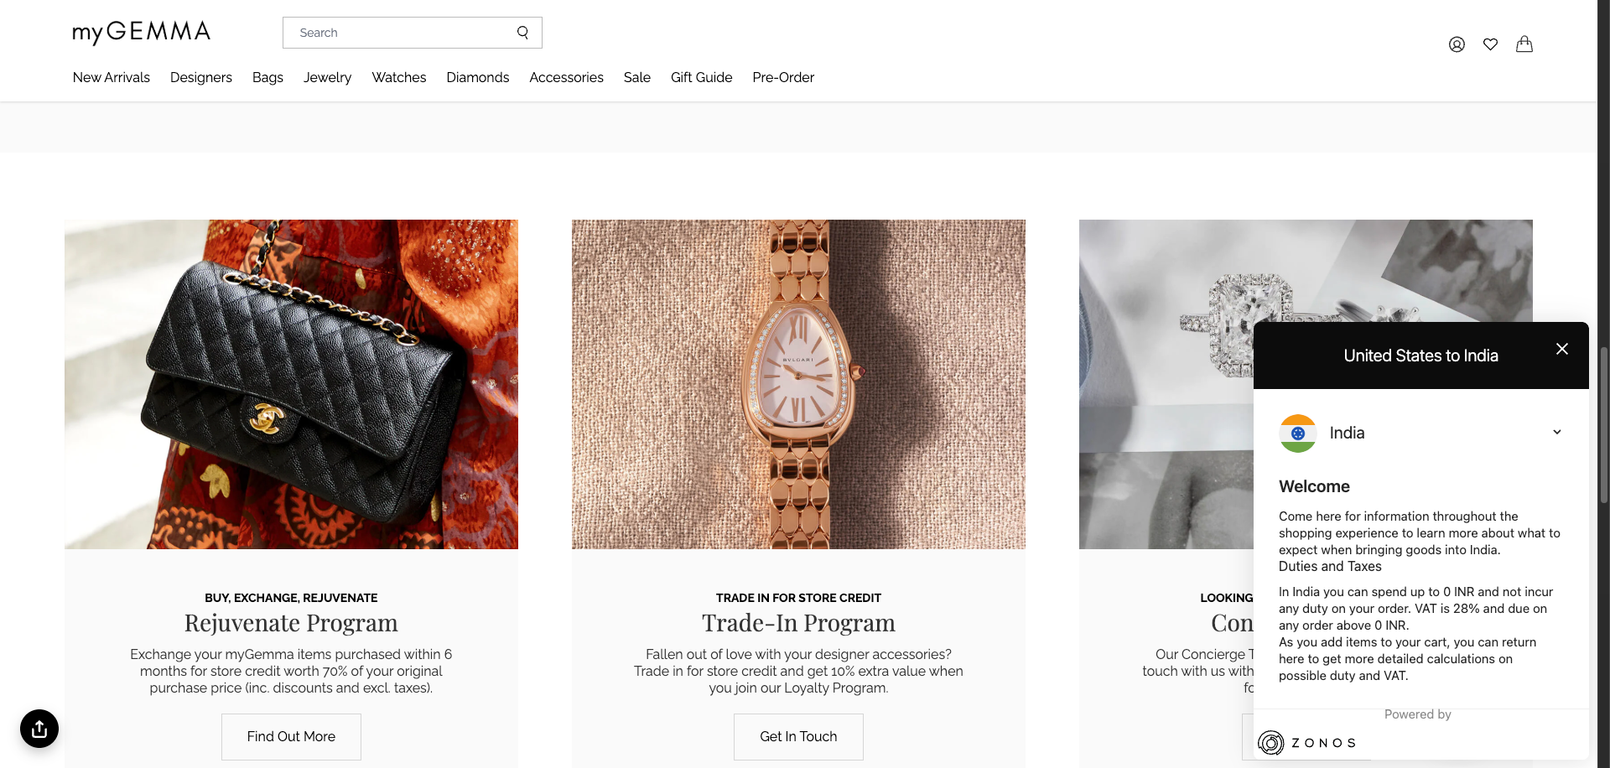 myGEMMA
Search
New Arrivals Designers Bags Jewelry Watches Diamonds Accessories Sale Gift Guide Pre-Order
BVLGARI
BUY, EXCHANGE, REJUVENATE
Rejuvenate Program
Exchange your myGemma items purchased within 6
months for store credit worth 70% of your original
purchase price (inc. discounts and excl. taxes).
Find Out More
TRADE IN FOR STORE CREDIT
Trade-In Program
Fallen out of love with your designer accessories?
Trade in for store credit and get 10% extra value when
you join our Loyalty Program.
Get In Touch
LOOKING
Con
Our Concierge T
touch with us with
fo
United States to India
India
Welcome
Come here for information throughout the
shopping experience to learn more about what to
expect when bringing goods into India.
Duties and Taxes
In India you can spend up to 0 INR and not incur
any duty on your order. VAT is 28% and due on
any order above 0 INR.
As you add items to your cart, you can return
here to get more detailed calculations on
possible duty and VAT.
Powered by
ZONOS